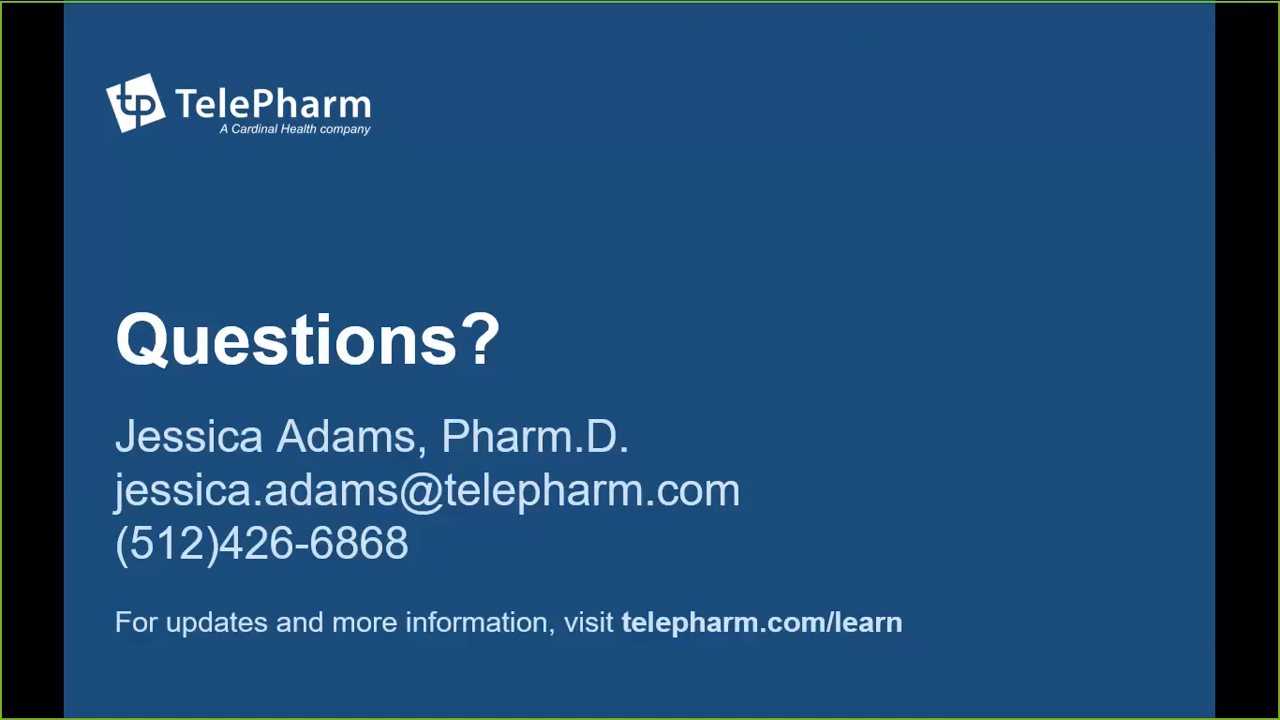 tp TelePharm
A Cardinal Health company
Questions?
Jessica Adams, Pharm.D.
jessica.adams@telepharm.com
(512)426-6868
For updates and more information, visit telepharm.com/learn